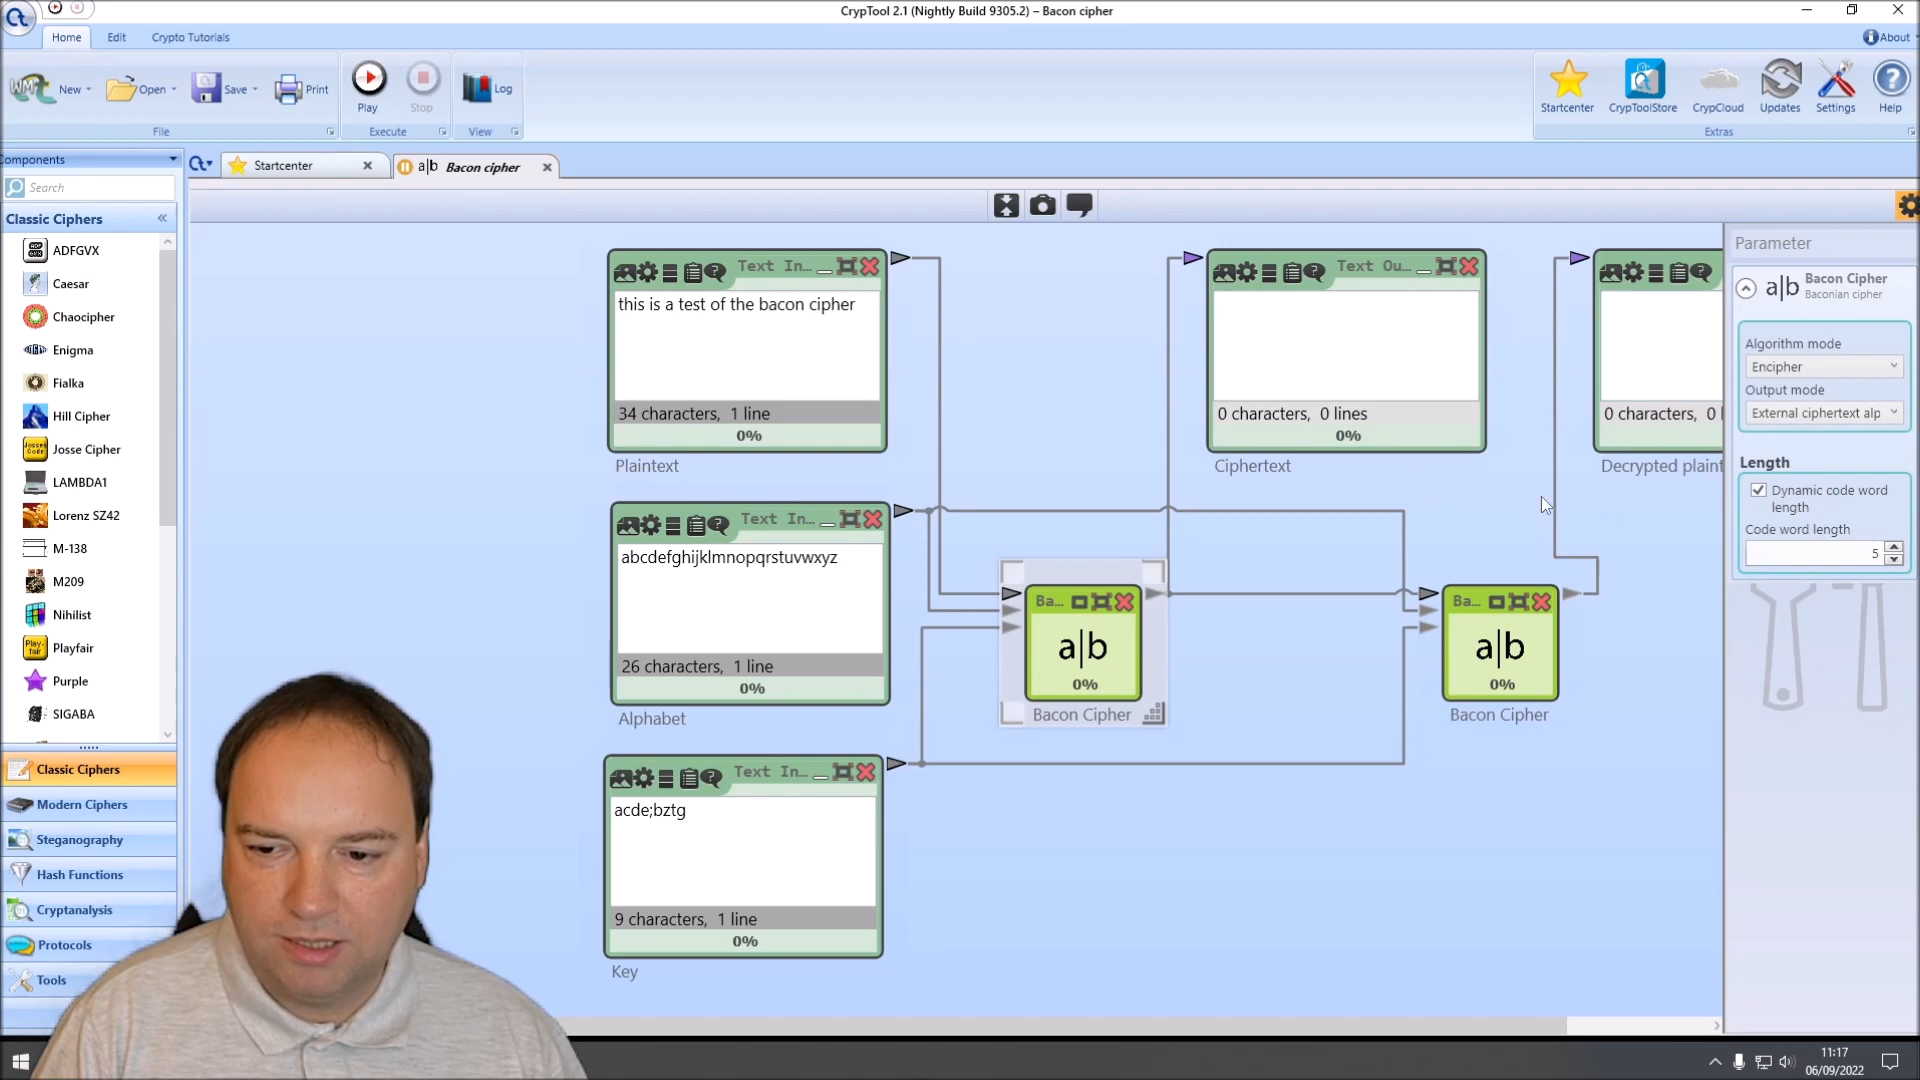 CrypTool 2.1 (Nightly Build 9305.2) – Bacon cipher
Home Edit Crypto Tutorials
About
New Open Save Print
Play Stop
Log
File Execute View
Startcenter CrypToolStore CrypCloud Updates Settings Help
Extras
Components
Startcenter
a|b Bacon cipher
Search
Classic Ciphers
ADFGVX
Caesar
Chaocipher
Enigma
Fialka
Hill Cipher
Josse Cipher
LAMBDA1
Lorenz SZ42
M-138
M209
Nihilist
Playfair
Purple
SIGABA
Classic Ciphers
Modern Ciphers
Steganography
Hash Functions
Cryptanalysis
Protocols
Tools
Text In...
this is a test of the bacon cipher
34 characters, 1 line
0%
Plaintext
Text In...
abcdefghijklmnopqrstuvwxyz
26 characters, 1 line
0%
Alphabet
Text In...
acde;bztg
9 characters, 1 line
0%
Key
Ba...
a|b
0%
Bacon Cipher
Text Ou...
0 characters, 0 lines
0%
Ciphertext
Ba...
a|b
0%
Bacon Cipher
0 characters, 0 l
Decrypted plaint
Parameter
a|b Bacon Cipher
Baconian cipher
Algorithm mode
Encipher
Output mode
External ciphertext alp
Length
Dynamic code word
length
Code word length
5
11:17
06/09/2022